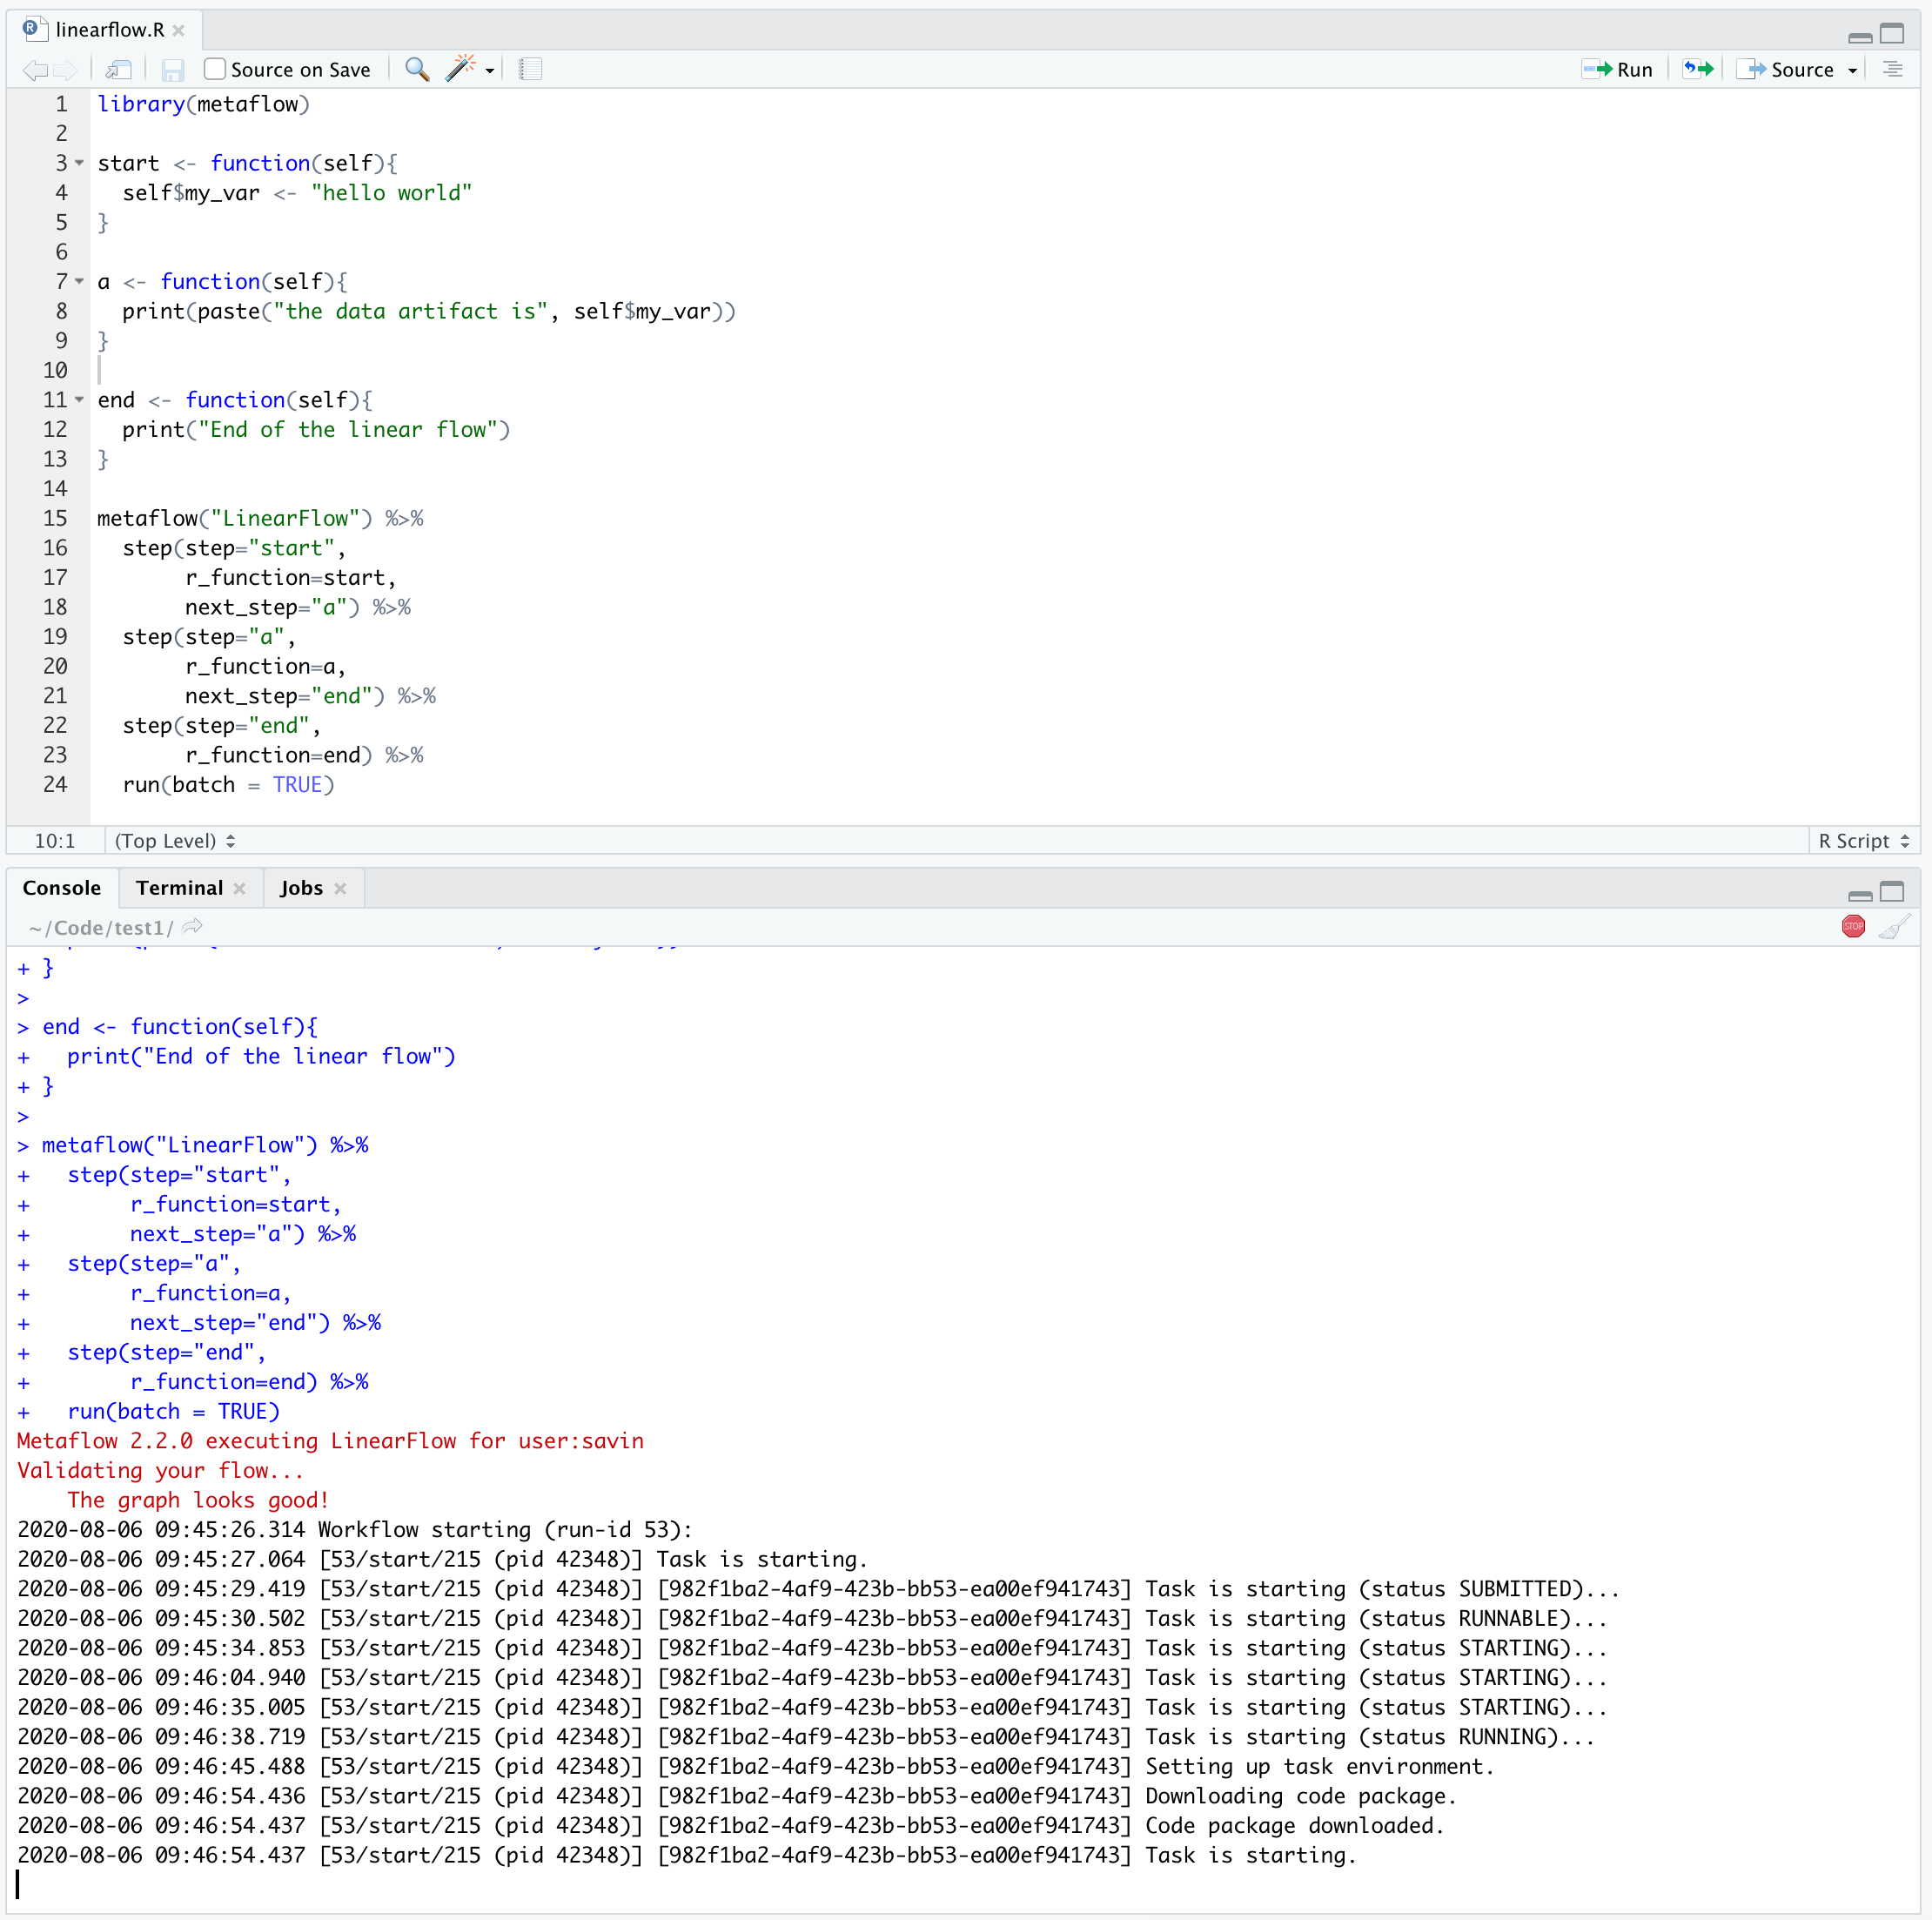 linearflow.R
Source on Save Run Source
1 library(metaflow)
2
3 start <- function(self){
4   self$my_var <- "hello world"
5 }
6
7 a <- function(self){
8   print(paste("the data artifact is", self$my_var))
9 }
10
11 end <- function(self){
12   print("End of the linear flow")
13 }
14
15 metaflow("LinearFlow") %>%
16   step(step="start",
17        r_function=start,
18        next_step="a") %>%
19   step(step="a",
20        r_function=a,
21        next_step="end") %>%
22   step(step="end",
23        r_function=end) %>%
24   run(batch = TRUE)
10:1 (Top Level) R Script
Console Terminal Jobs
~/Code/test1/
STOP
+ }
>
> end <- function(self){
+   print("End of the linear flow")
+ }
>
> metaflow("LinearFlow") %>%
+   step(step="start",
+        r_function=start,
+        next_step="a") %>%
+   step(step="a",
+        r_function=a,
+        next_step="end") %>%
+   step(step="end",
+        r_function=end) %>%
+   run(batch = TRUE)
Metaflow 2.2.0 executing LinearFlow for user:savin
Validating your flow...
    The graph looks good!
2020-08-06 09:45:26.314 Workflow starting (run-id 53):
2020-08-06 09:45:27.064 [53/start/215 (pid 42348)] Task is starting.
2020-08-06 09:45:29.419 [53/start/215 (pid 42348)] [982f1ba2-4af9-423b-bb53-ea00ef941743] Task is starting (status SUBMITTED)...
2020-08-06 09:45:30.502 [53/start/215 (pid 42348)] [982f1ba2-4af9-423b-bb53-ea00ef941743] Task is starting (status RUNNABLE)...
2020-08-06 09:45:34.853 [53/start/215 (pid 42348)] [982f1ba2-4af9-423b-bb53-ea00ef941743] Task is starting (status STARTING)...
2020-08-06 09:46:04.940 [53/start/215 (pid 42348)] [982f1ba2-4af9-423b-bb53-ea00ef941743] Task is starting (status STARTING)...
2020-08-06 09:46:35.005 [53/start/215 (pid 42348)] [982f1ba2-4af9-423b-bb53-ea00ef941743] Task is starting (status STARTING)...
2020-08-06 09:46:38.719 [53/start/215 (pid 42348)] [982f1ba2-4af9-423b-bb53-ea00ef941743] Task is starting (status RUNNING)...
2020-08-06 09:46:45.488 [53/start/215 (pid 42348)] [982f1ba2-4af9-423b-bb53-ea00ef941743] Setting up task environment.
2020-08-06 09:46:54.436 [53/start/215 (pid 42348)] [982f1ba2-4af9-423b-bb53-ea00ef941743] Downloading code package.
2020-08-06 09:46:54.437 [53/start/215 (pid 42348)] [982f1ba2-4af9-423b-bb53-ea00ef941743] Code package downloaded.
2020-08-06 09:46:54.437 [53/start/215 (pid 42348)] [982f1ba2-4af9-423b-bb53-ea00ef941743] Task is starting.